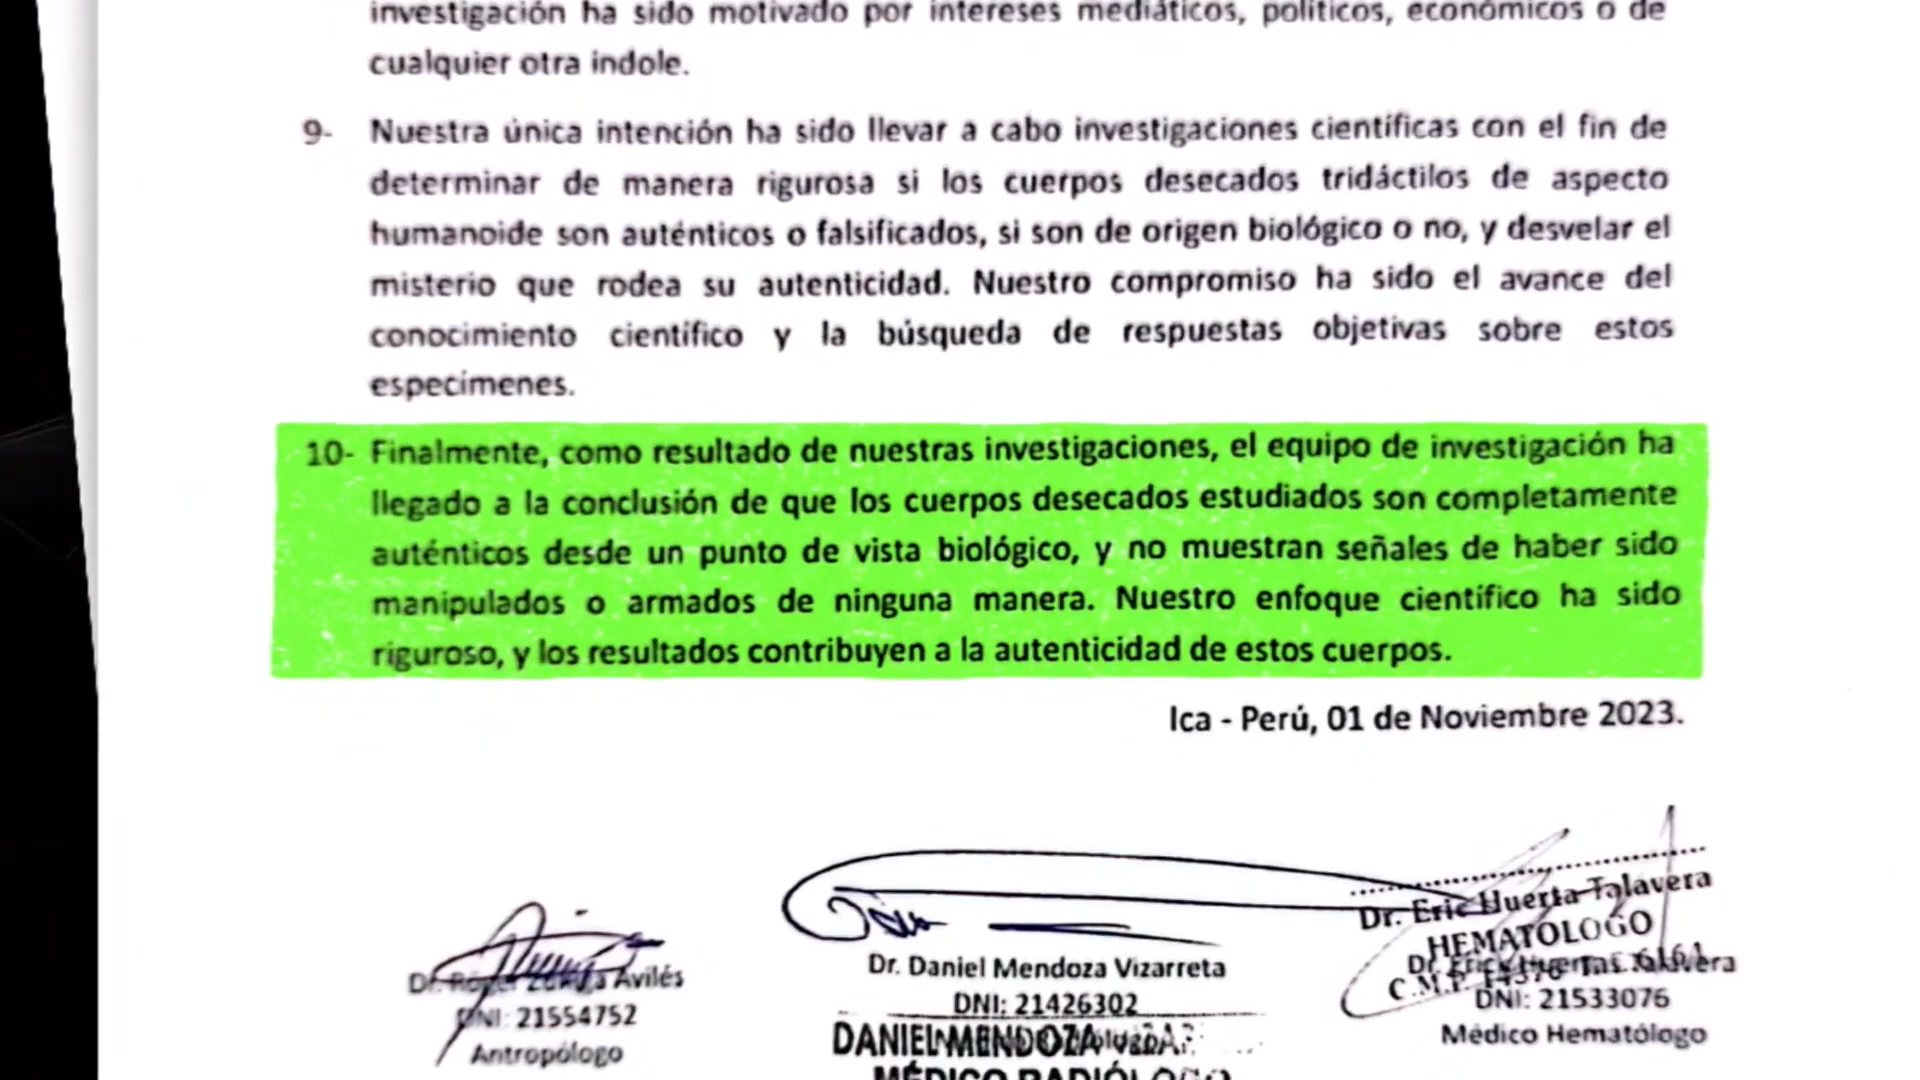 investigación ha sido motivado por intereses mediáticos, políticos, económicos o de
cualquier otra indole.
9- Nuestra única intención ha sido llevar a cabo investigaciones científicas con el fin de
determinar de manera rigurosa si los cuerpos desecados tridáctilos de aspecto
humanoide son auténticos o falsificados, si son de origen biológico o no, y desvelar el
misterio que rodea su autenticidad. Nuestro compromiso ha sido el avance del
conocimiento científico y la búsqueda de respuestas objetivas sobre estos
especímenes.
10- Finalmente, como resultado de nuestras investigaciones, el equipo de investigación ha
llegado a la conclusión de que los cuerpos desecados estudiados son completamente
auténticos desde un punto de vista biológico, y no muestran señales de haber sido
manipulados o armados de ninguna manera. Nuestro enfoque científico ha sido
riguroso, y los resultados contribuyen a la autenticidad de estos cuerpos.
Ica - Perú, 01 de Noviembre 2023.
Dr. Avilés
DNI: 21554752
Antropólogo
Dr. Daniel Mendoza Vizarreta
DNI: 21426302
DANIEL MENDOZA
MÉDICO RADIÓLOGO
Dr. Eric Huerta Talavera
HEMATOLOGO
C.M.P.
DNI: 21533076
Médico Hematólogo